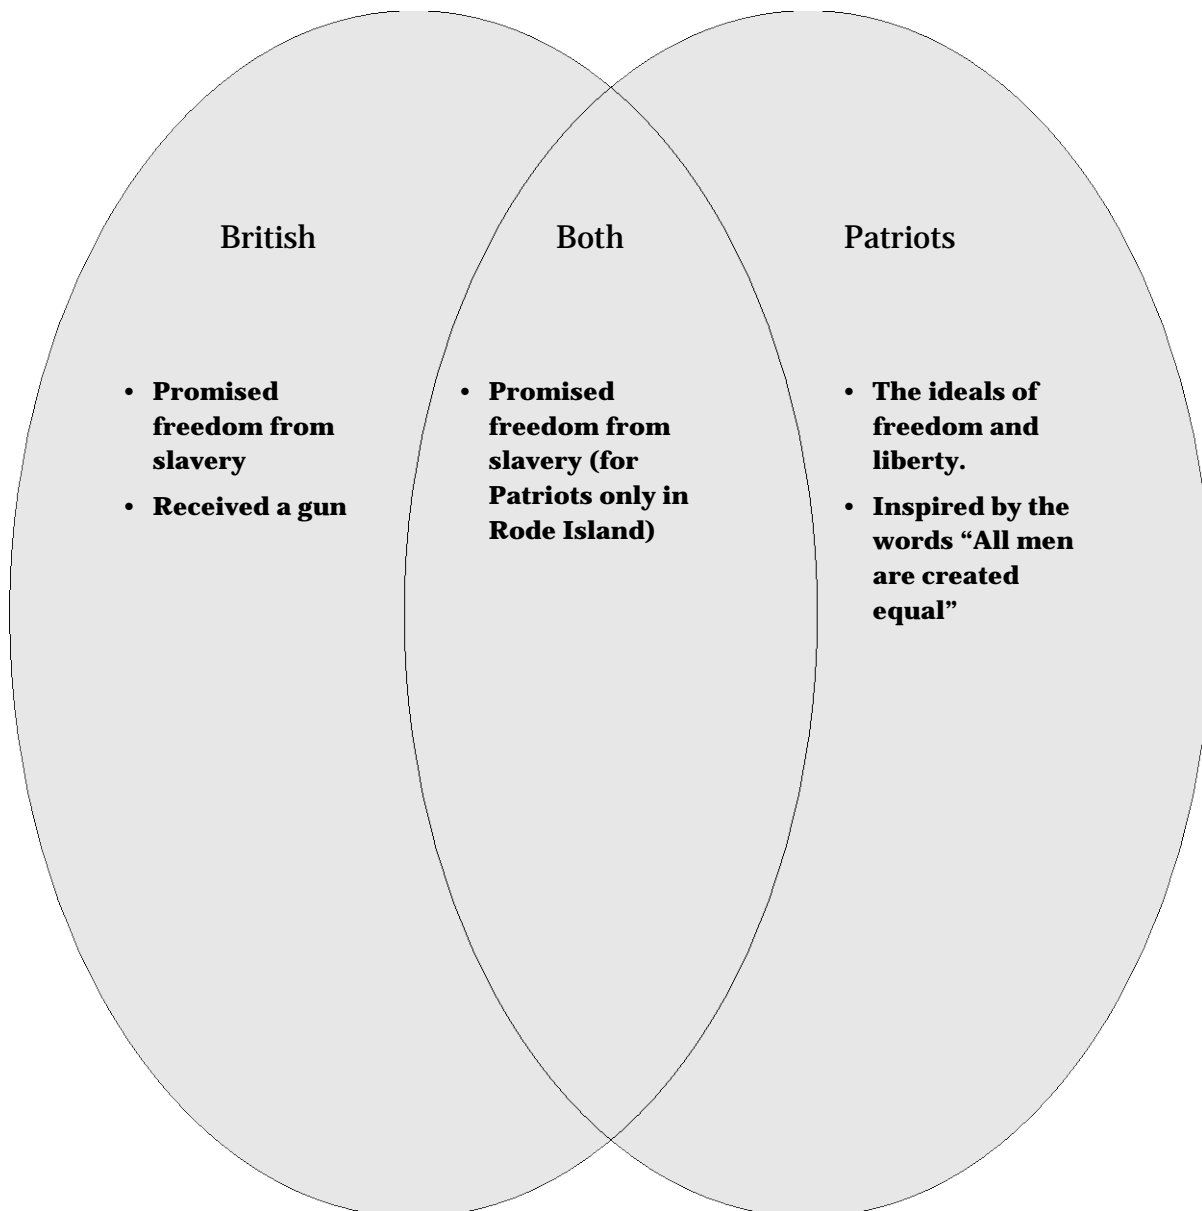 British
• Promised
freedom from
slavery
• Received a gun
Both
• Promised
freedom from
slavery (for
Patriots only in
Rode Island)
Patriots
• The ideals of
freedom and
liberty.
• Inspired by the
words “All men
are created
equal”